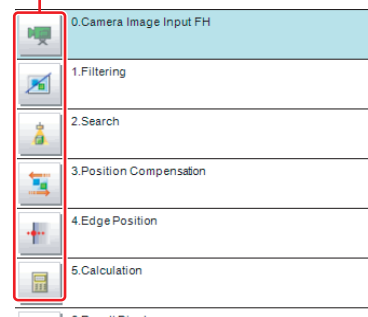 0.Camera Image Input FH
1.Filtering
2.Search
3.Position Compensation
4.Edge Position
5.Calculation